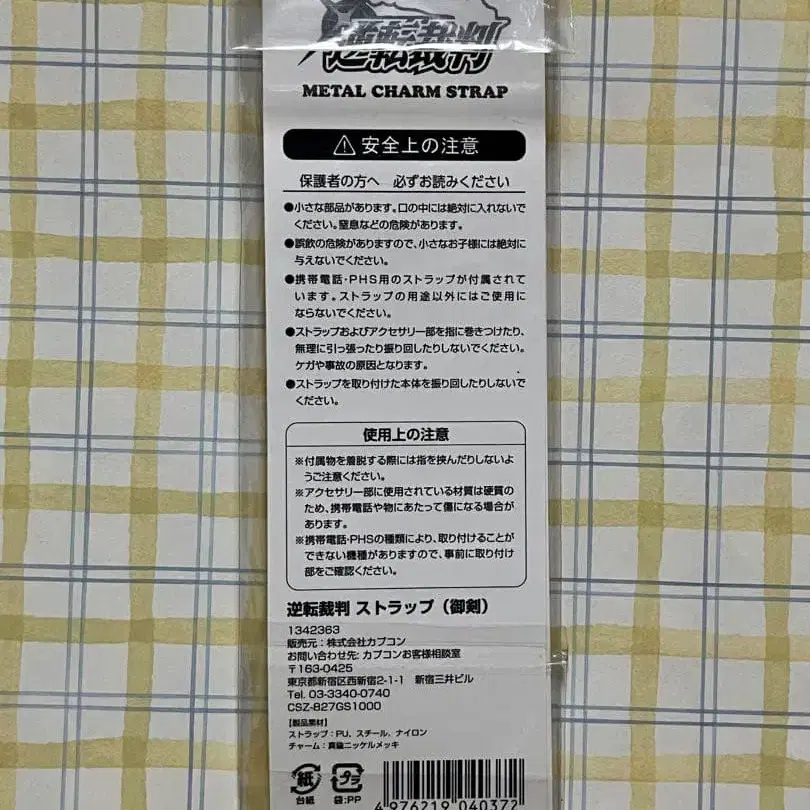 逆転裁判
METAL CHARM STRAP
安全上の注意
保護者の方へ 必ずお読みください
●小さな部品があります。口の中には絶対に入れないで
ください。窒息などの危険があります。
●誤飲の危険がありますので、小さなお子様には絶対に
与えないでください。
●携帯電話・PHS用のストラップが付属されて
います。ストラップの用途以外にはご使用に
ならないでください。
●ストラップおよびアクセサリー部を指に巻きつけたり、
無理に引っ張ったり振り回したりしないでください。
ケガや事故の原因となります。
●ストラップを取り付けた本体を振り回したりしないで
ください。
使用上の注意
※付属物を着脱する際には指を挟んだりしないよ
うご注意ください。
※アクセサリー部に使用されている材質は硬質の
ため、携帯電話や物にあたって傷になる場合が
あります。
※携帯電話・PHSの種類により、取り付けることが
できない機種がありますので、事前に取り付け
部をご確認ください。
逆転裁判 ストラップ（御剣）
1342363
販売元：株式会社カプコン
お問い合わせ先: カプコンお客様相談室
〒163-0425
東京都新宿区西新宿2-1-1 新宿三井ビル
Tel. 03-3340-0740
CSZ-827GS1000
【製品素材】
ストラップ：PU、スチール、ナイロン
チャーム：真鍮ニッケルメッキ
紙 プラ
台紙 袋:PP
4 976219 040372